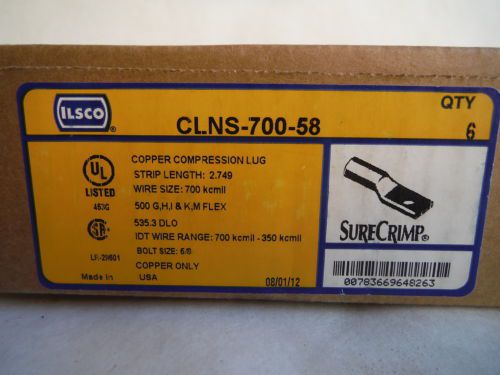 ILSCO
®
CLNS-700-58
QTY
6
UL
®
LISTED
453G
COPPER COMPRESSION LUG
STRIP LENGTH: 2.749
WIRE SIZE: 700 kcmil
500 G,H,I & K,M FLEX
535.3 DLO
IDT WIRE RANGE: 700 kcmil - 350 kcmil
BOLT SIZE: 5/8
COPPER ONLY
Made in USA
08/01/12
SURECRIMP®
00783669648263